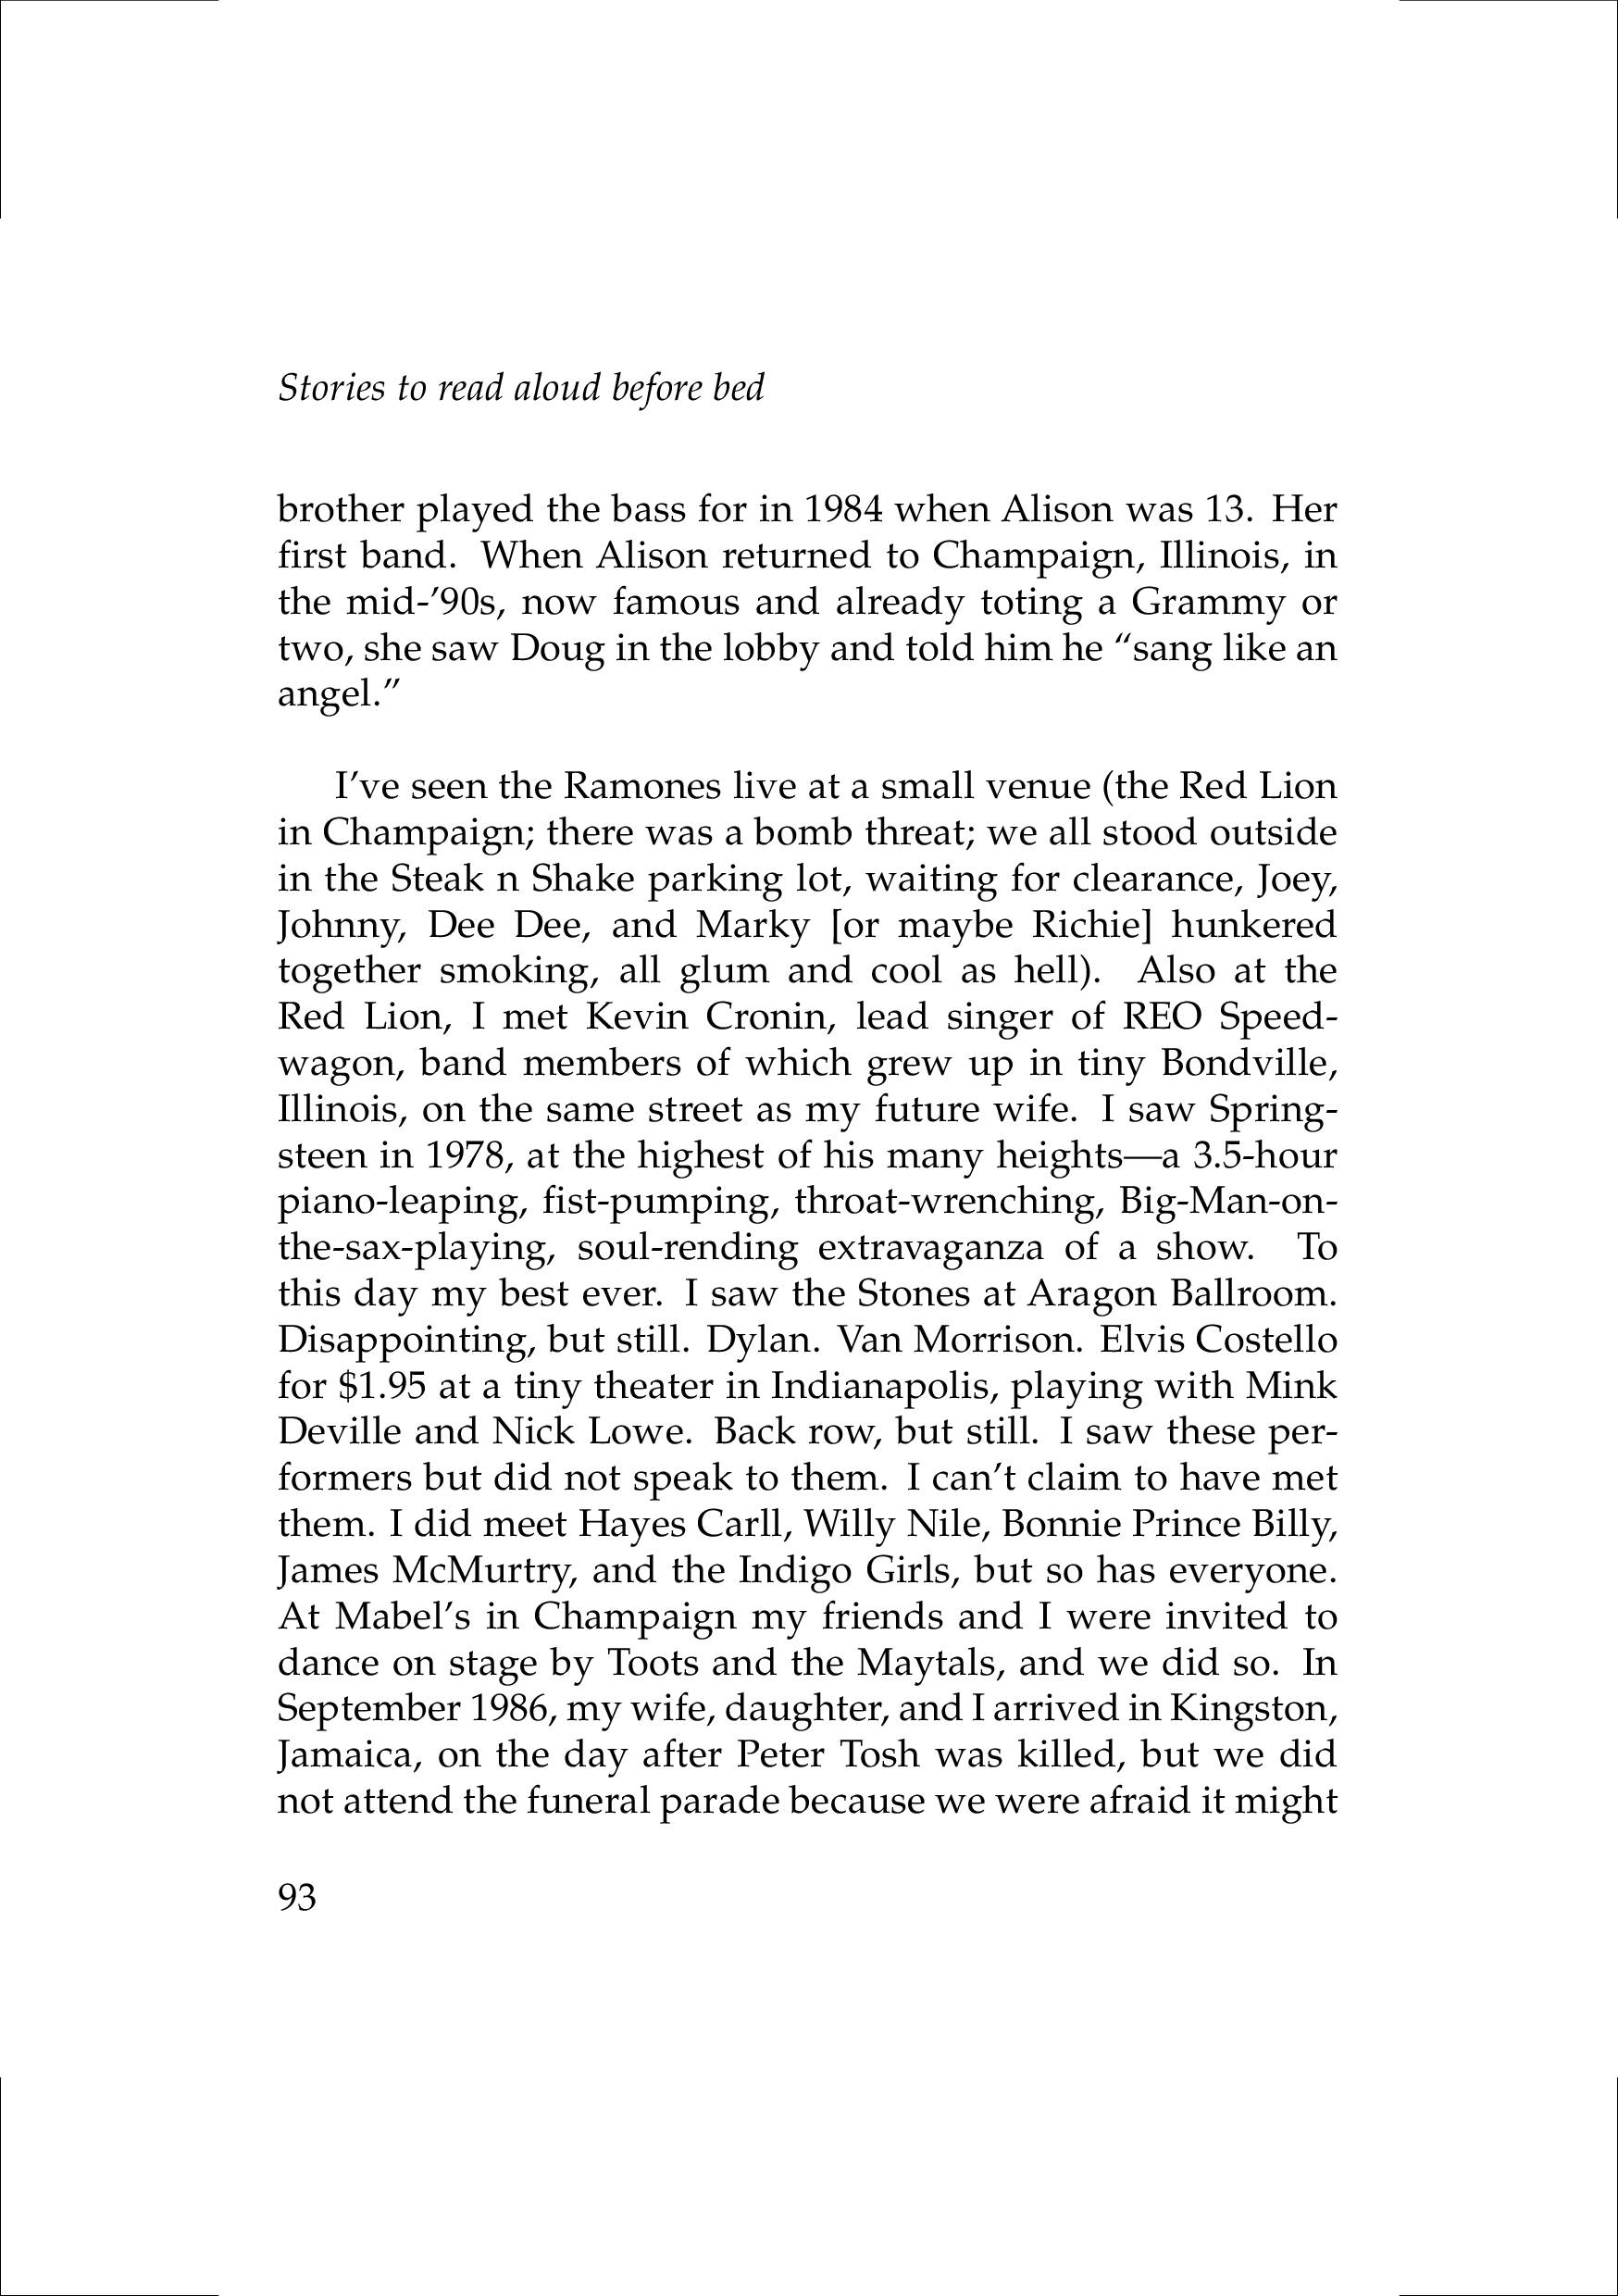 Stories to read aloud before bed
brother played the bass for in 1984 when Alison was 13. Her
first band. When Alison returned to Champaign, Illinois, in
the mid-’90s, now famous and already toting a Grammy or
two, she saw Doug in the lobby and told him he “sang like an
angel.”
I’ve seen the Ramones live at a small venue (the Red Lion
in Champaign; there was a bomb threat; we all stood outside
in the Steak n Shake parking lot, waiting for clearance, Joey,
Johnny, Dee Dee, and Marky [or maybe Richie] hunkered
together smoking, all glum and cool as hell). Also at the
Red Lion, I met Kevin Cronin, lead singer of REO Speed-
wagon, band members of which grew up in tiny Bondville,
Illinois, on the same street as my future wife. I saw Spring-
steen in 1978, at the highest of his many heights—a 3.5-hour
piano-leaping, fist-pumping, throat-wrenching, Big-Man-on-
the-sax-playing, soul-rending extravaganza of a show. To
this day my best ever. I saw the Stones at Aragon Ballroom.
Disappointing, but still. Dylan. Van Morrison. Elvis Costello
for $1.95 at a tiny theater in Indianapolis, playing with Mink
Deville and Nick Lowe. Back row, but still. I saw these per-
formers but did not speak to them. I can’t claim to have met
them. I did meet Hayes Carll, Willy Nile, Bonnie Prince Billy,
James McMurtry, and the Indigo Girls, but so has everyone.
At Mabel’s in Champaign my friends and I were invited to
dance on stage by Toots and the Maytals, and we did so. In
September 1986, my wife, daughter, and I arrived in Kingston,
Jamaica, on the day after Peter Tosh was killed, but we did
not attend the funeral parade because we were afraid it might
93